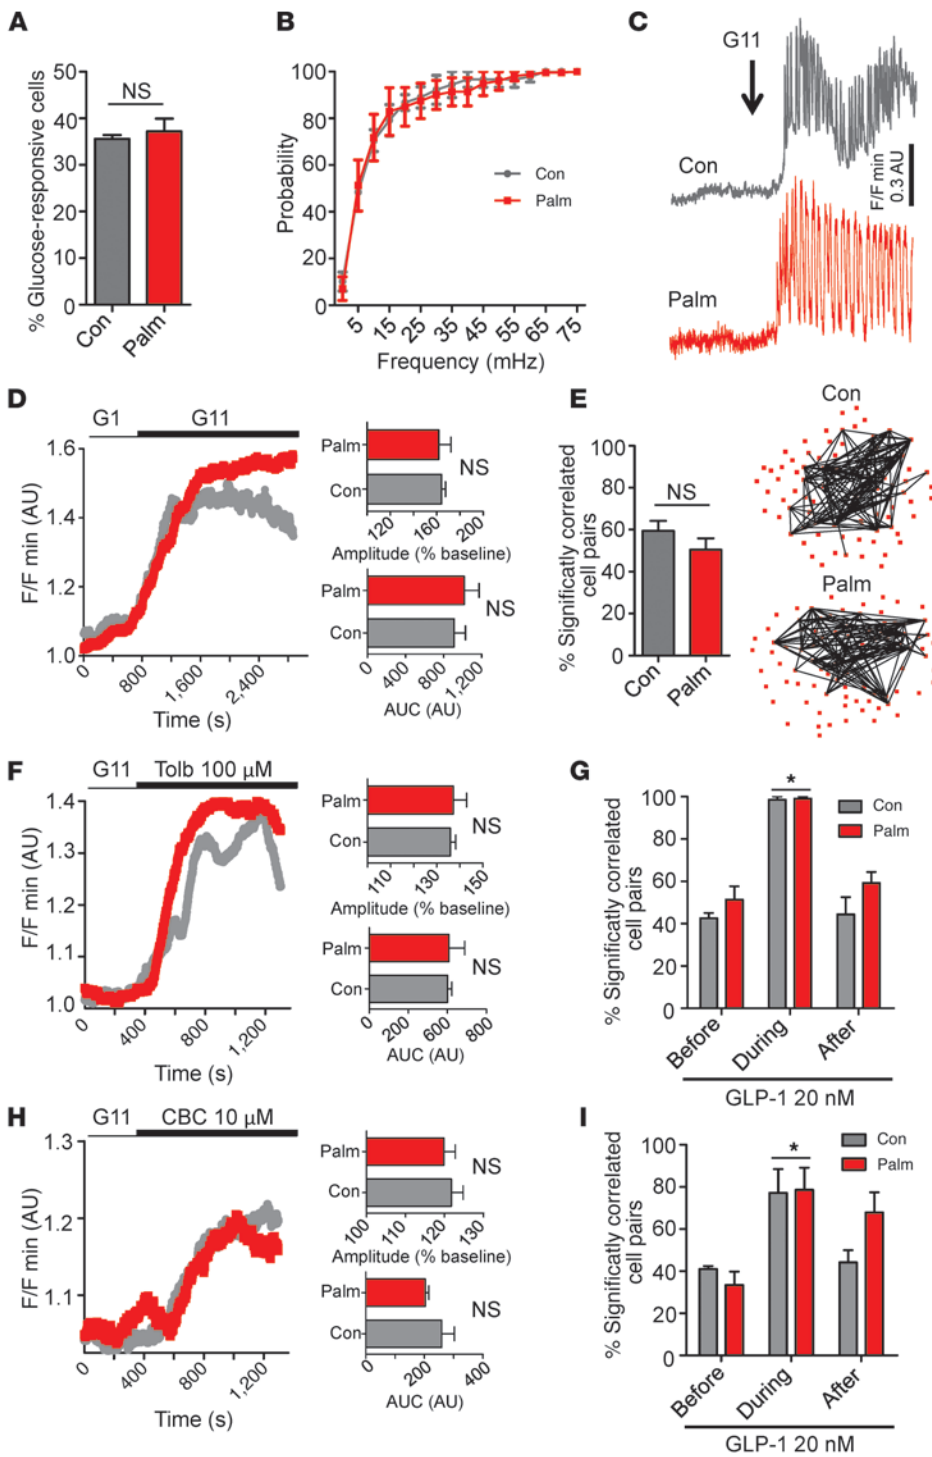 A
% Glucose-responsive cells
50
40
30
20
10
0
NS
Con
Palm
B
Probability
100
80
60
40
20
0
Con
Palm
5
15
25
35
45
55
65
75
Frequency (mHz)
C
G11
Con
F/F min
0.3 AU
Palm
D
G1
G11
F/F min (AU)
1.6
1.4
1.2
1.0
0
800
1,600
2,400
Time (s)
Palm
Con
NS
120
160
200
Amplitude (% baseline)
Palm
Con
NS
0
400
800
1,200
AUC (AU)
E
% Significatly correlated
cell pairs
100
80
60
40
20
0
NS
Con
Palm
Con
Palm
F
G11
Tolb 100 µM
F/F min (AU)
1.4
1.3
1.2
1.1
1.0
0
400
800
1,200
Time (s)
Palm
Con
NS
110
130
150
Amplitude (% baseline)
Palm
Con
NS
0
200
400
600
800
AUC (AU)
G
% Significatly correlated
cell pairs
100
80
60
40
20
0
*
Con
Palm
Before
During
After
GLP-1 20 nM
H
G11
CBC 10 µM
F/F min (AU)
1.3
1.2
1.1
0
400
800
1,200
Time (s)
Palm
Con
NS
100
110
120
130
Amplitude (% baseline)
Palm
Con
NS
0
200
400
AUC (AU)
I
% Significatly correlated
cell pairs
100
80
60
40
20
0
*
Con
Palm
Before
During
After
GLP-1 20 nM